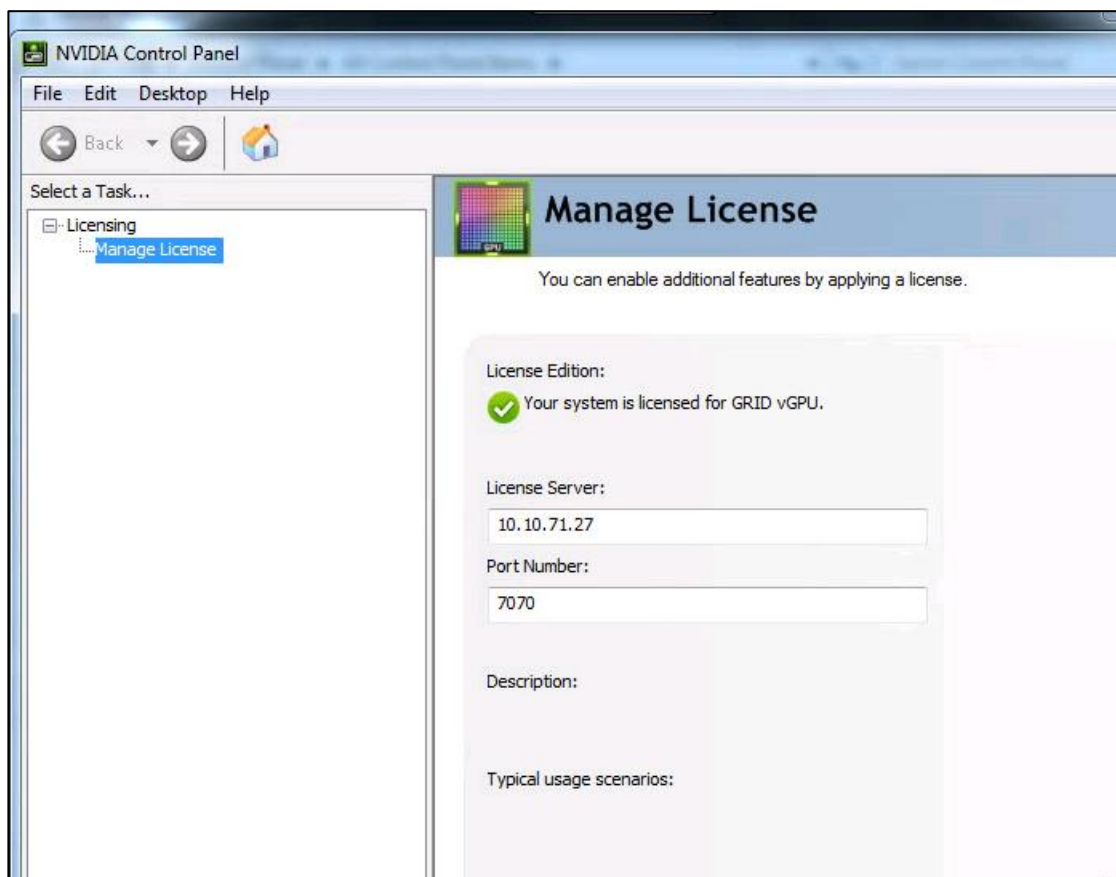 NVIDIA Control Panel
File Edit Desktop Help
Back
Select a Task...
Licensing
Manage License
Manage License
GPU
You can enable additional features by applying a license.
License Edition:
Your system is licensed for GRID vGPU.
License Server:
10.10.71.27
Port Number:
7070
Description:
Typical usage scenarios: